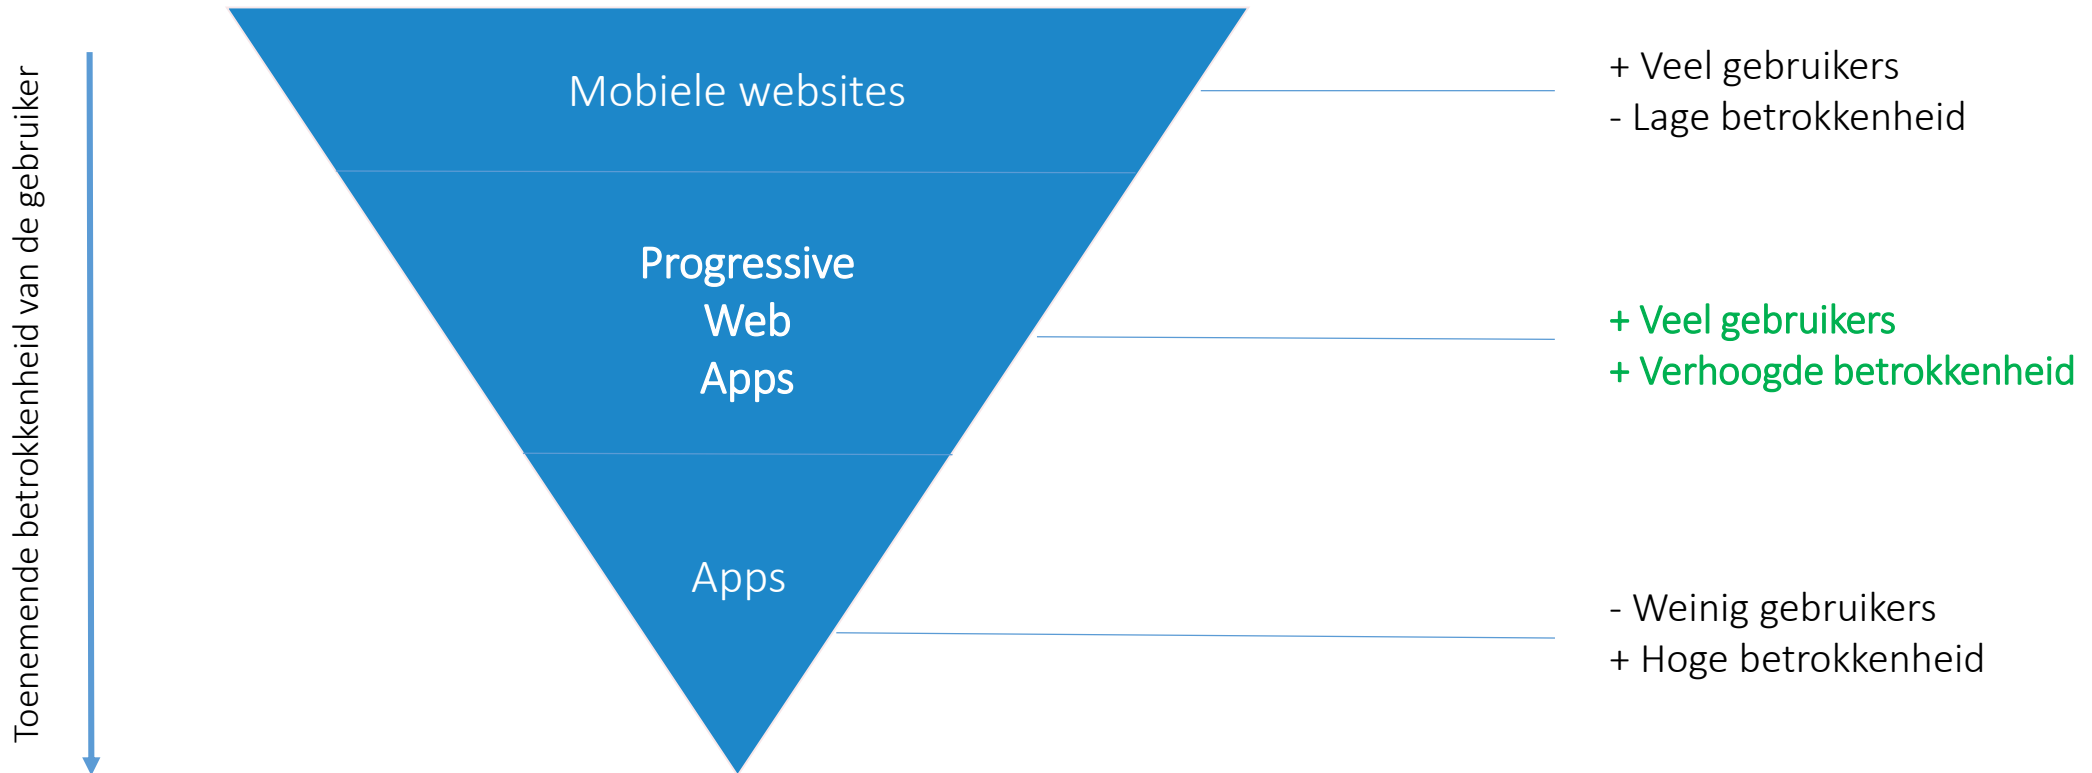 Toenemende betrokkenheid van de gebruiker
Mobiele websites
+ Veel gebruikers
- Lage betrokkenheid
Progressive
Web
Apps
+ Veel gebruikers
+ Verhoogde betrokkenheid
Apps
- Weinig gebruikers
+ Hoge betrokkenheid